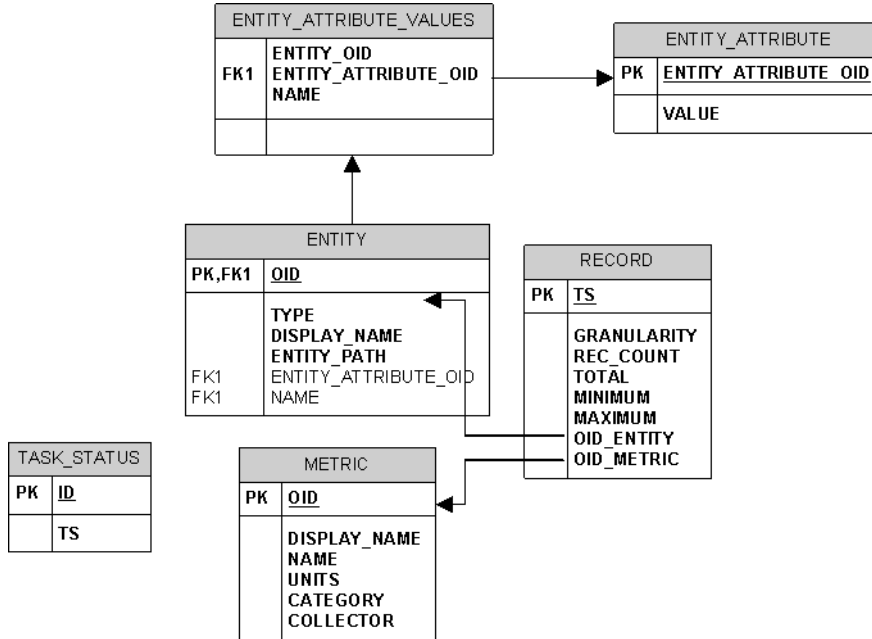 ENTITY_ATTRIBUTE_VALUES
ENTITY_OID
FK1 ENTITY_ATTRIBUTE_OID
NAME
ENTITY_ATTRIBUTE
PK ENTITY_ATTRIBUTE_OID
VALUE
ENTITY
PK,FK1 OID
TYPE
DISPLAY_NAME
ENTITY_PATH
FK1 ENTITY_ATTRIBUTE_OID
FK1 NAME
RECORD
PK TS
GRANULARITY
REC_COUNT
TOTAL
MINIMUM
MAXIMUM
OID_ENTITY
OID_METRIC
TASK_STATUS
PK ID
TS
METRIC
PK OID
DISPLAY_NAME
NAME
UNITS
CATEGORY
COLLECTOR